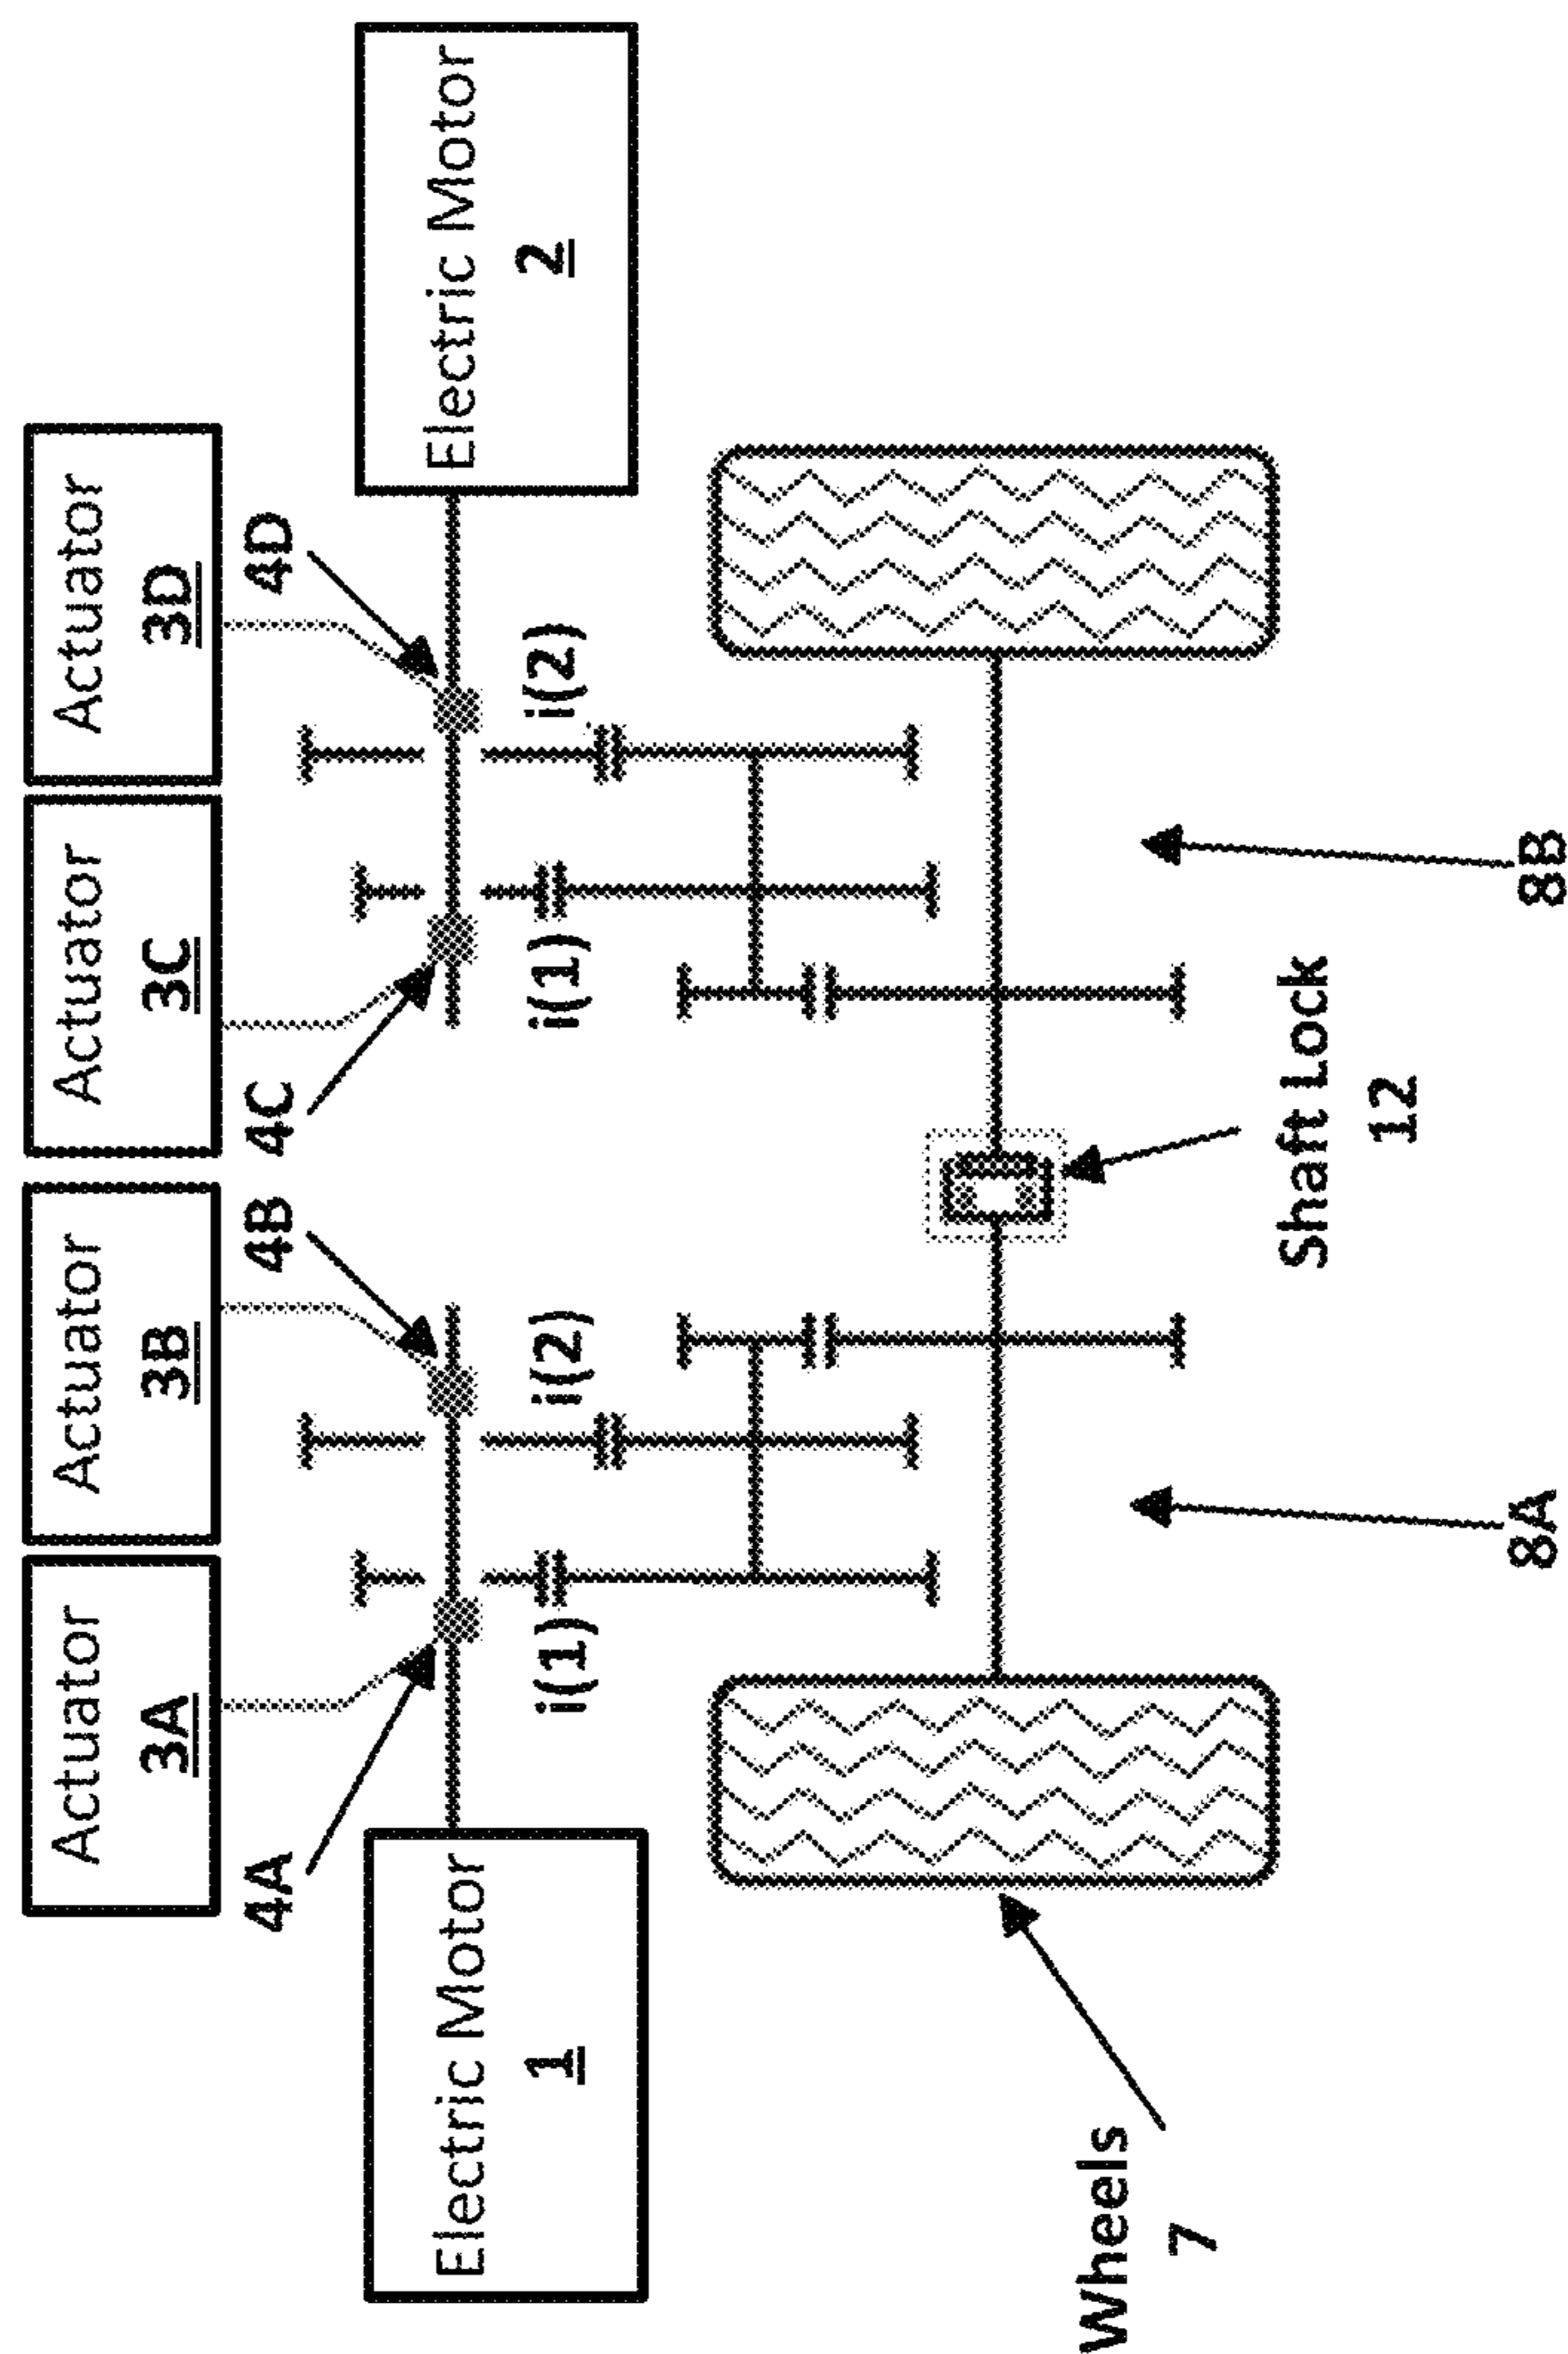 Actuator
3A
Actuator
3B
Actuator
3C
Actuator
3D
4A
4B
4C
4D
Electric Motor
1
Electric Motor
2
i(1)
i(2)
i(1)
i(2)
Wheels
7
Shaft Lock
12
8A
8B